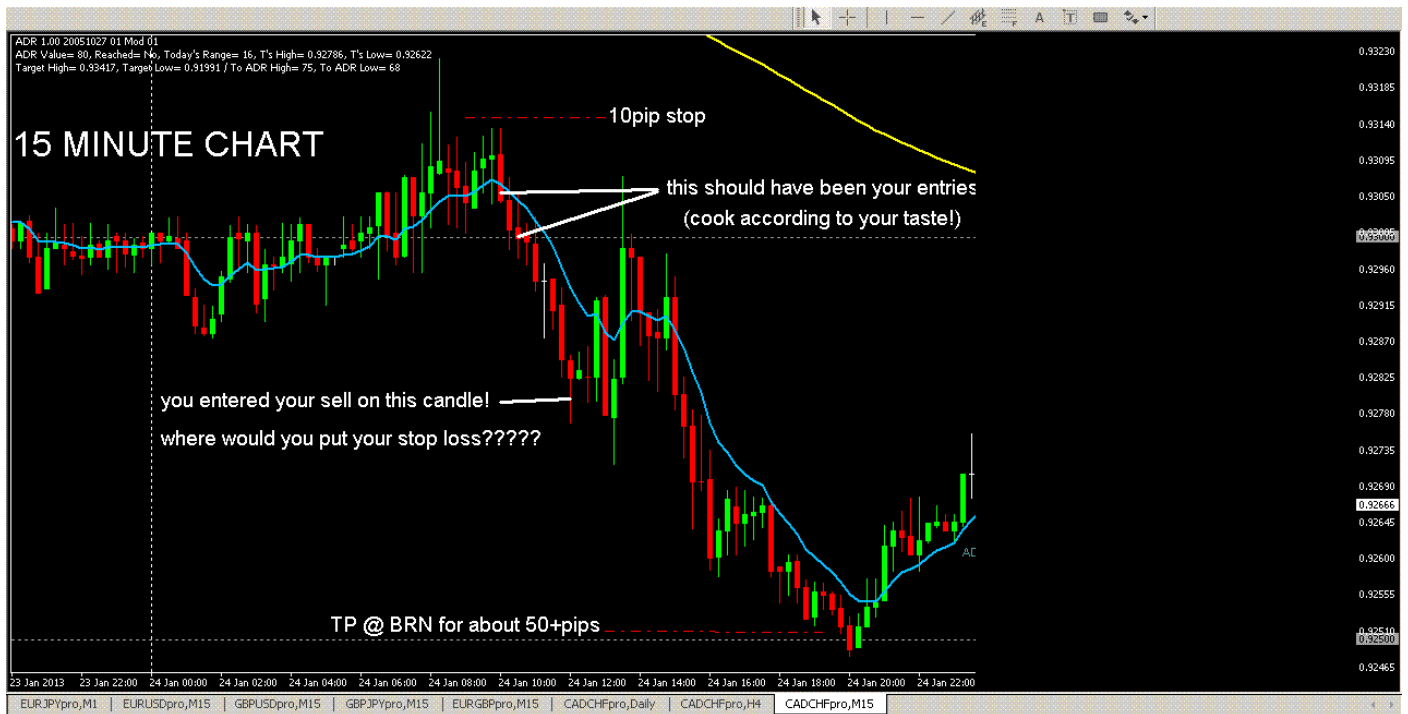 A T
ADR 1.00 20051027 01 Mod 01
ADR Value= 80, Reached= No, Today's Range= 16, T's High= 0.92786, T's Low= 0.92622
Target High= 0.93417, Target Low= 0.91991 / To ADR High= 75, To ADR Low= 68
0.93230
0.93185
10pip stop
0.93140
15 MINUTE CHART
0.93095
this should have been your entries
0.93050
(cook according to your taste!)
0.93005
0.93000
0.92960
0.92915
0.92870
0.92825
you entered your sell on this candle!
0.92780
where would you put your stop loss?????
0.92735
0.92690
0.92666
0.92645
AD
0.92600
0.92555
TP @ BRN for about 50+pips
0.92510
0.92500
0.92465
23 Jan 2013 23 Jan 22:00 24 Jan 00:00 24 Jan 02:00 24 Jan 04:00 24 Jan 06:00 24 Jan 08:00 24 Jan 10:00 24 Jan 12:00 24 Jan 14:00 24 Jan 16:00 24 Jan 18:00 24 Jan 20:00 24 Jan 22:00
EURJPYpro,M1 EURUSDpro,M15 GBPUSDpro,M15 GBPJPYpro,M15 EURGBPpro,M15 CADCHFpro,Daily CADCHFpro,H4 CADCHFpro,M15